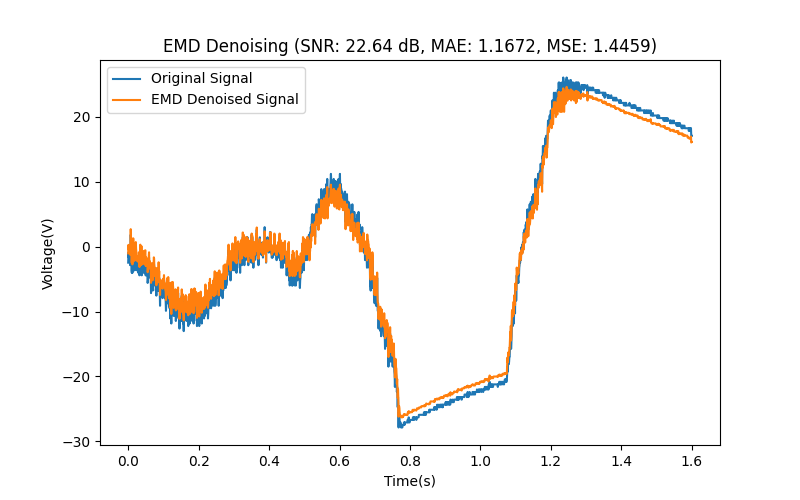 EMD Denoising (SNR: 22.64 dB, MAE: 1.1672, MSE: 1.4459)
Original Signal
EMD Denoised Signal
Voltage(V)
20
10
0
−10
−20
−30
0.0 0.2 0.4 0.6 0.8 1.0 1.2 1.4 1.6
Time(s)